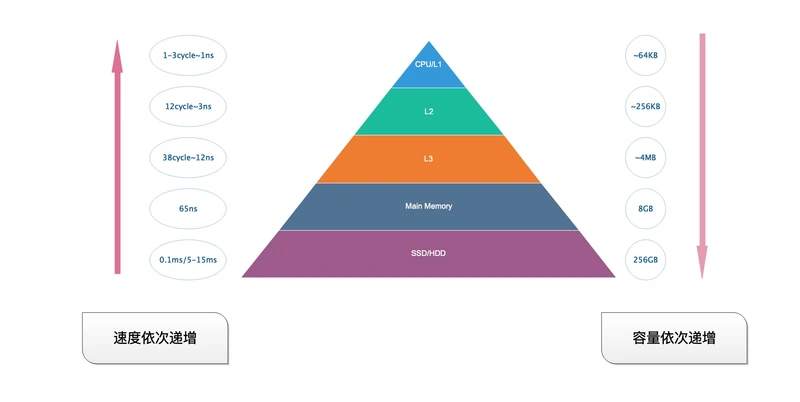 1-3cycle~1ns
CPU/L1
~64KB
12cycle~3ns
L2
~256KB
38cycle~12ns
L3
~4MB
65ns
Main Memory
8GB
0.1ms/5-15ms
SSD/HDD
256GB
速度依次递增
容量依次递增